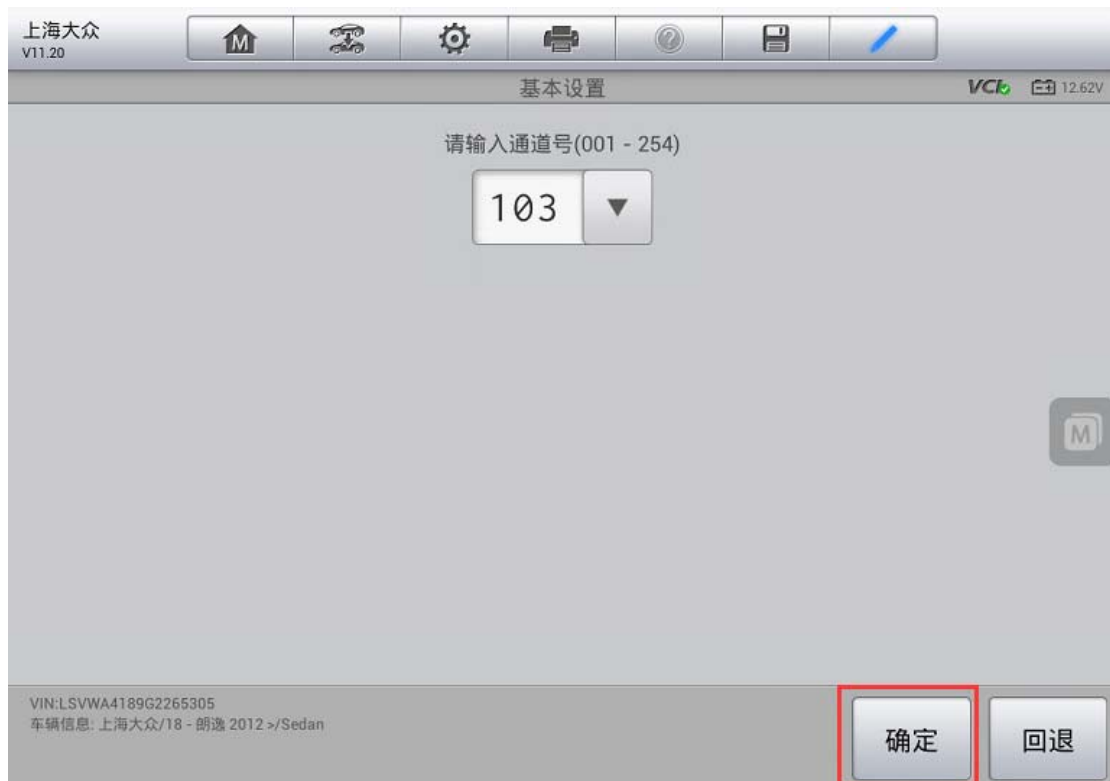 上海大众
V11.20
M
基本设置
VCI
12.62V
请输入通道号(001 - 254)
103
M
VIN:LSVWA4189G2265305
车辆信息: 上海大众/18 - 朗逸 2012 >/Sedan
确定
回退